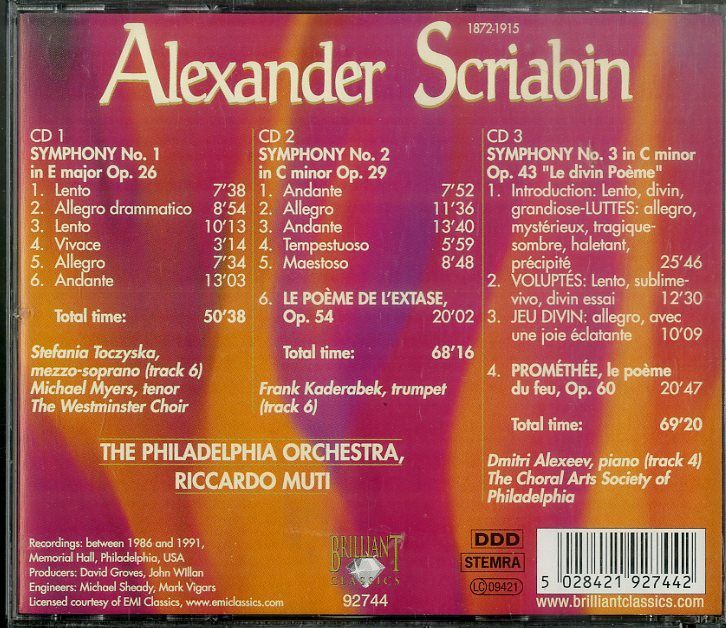 1872-1915
Alexander Scriabin
CD 1
SYMPHONY No. 1
in E major Op. 26
1. Lento 7'38
2. Allegro drammatico 8'54
3. Lento 10'13
4. Vivace 3'14
5. Allegro 7'34
6. Andante 13'03
Total time: 50'38
Stefania Toczyska,
mezzo-soprano (track 6)
Michael Myers, tenor
The Westminster Choir
CD 2
SYMPHONY No. 2
in C minor Op. 29
1. Andante 7'52
2. Allegro 11'36
3. Andante 13'40
4. Tempestuoso 5'59
5. Maestoso 8'48
6. LE POÈME DE L'EXTASE,
Op. 54 20'02
Total time: 68'16
Frank Kaderabek, trumpet
(track 6)
CD 3
SYMPHONY No. 3 in C minor
Op. 43 "Le divin Poème"
1. Introduction: Lento, divin,
grandiose-LUTTES: allegro,
mystérieux, tragique-
sombre, haletant,
précipité 25'46
2. VOLUPTÉS: Lento, sublime-
vivo, divin essai 12'30
3. JEU DIVIN: allegro, avec
une joie éclatante 10'09
4. PROMÉTHÉE, le poème
du feu, Op. 60 20'47
Total time: 69'20
Dmitri Alexeev, piano (track 4)
The Choral Arts Society of
Philadelphia
THE PHILADELPHIA ORCHESTRA,
RICCARDO MUTI
Recordings: between 1986 and 1991,
Memorial Hall, Philadelphia, USA
Producers: David Groves, John WIllan
Engineers: Michael Sheady, Mark Vigars
Licensed courtesy of EMI Classics, www.emiclassics.com
BRILLIANT
CLASSICS
92744
DDD
STEMRA
LC 09421
5 028421 927442
www.brilliantclassics.com